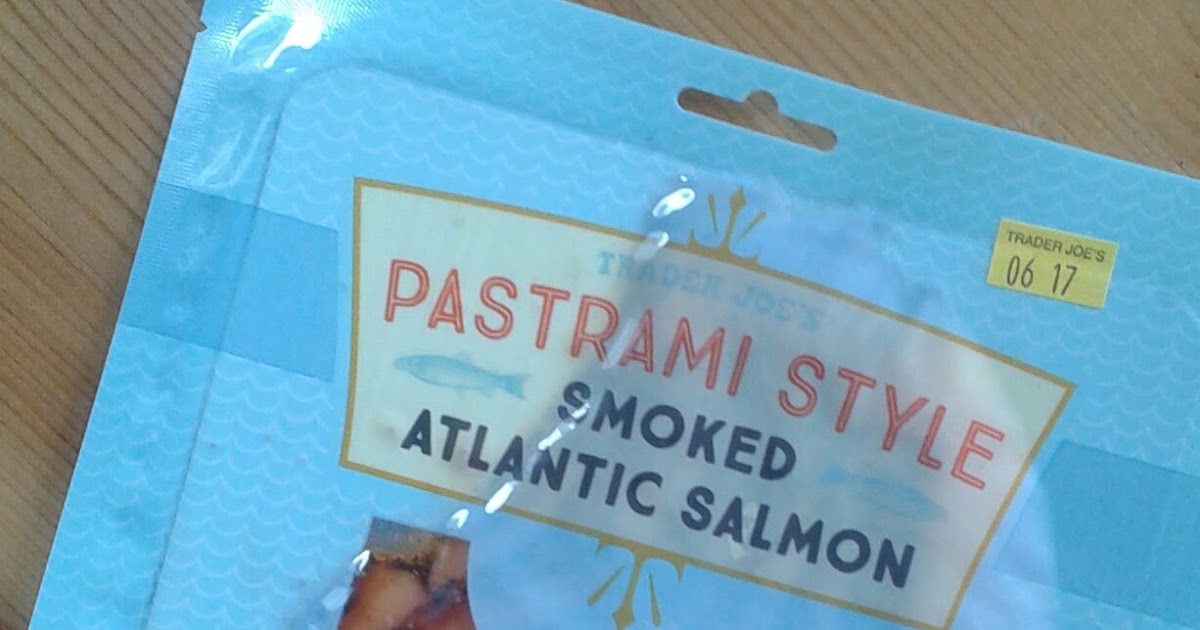 TRADER JOE'S
06 17
TRADER JOE'S
PASTRAMI STYLE
SMOKED
ATLANTIC SALMON